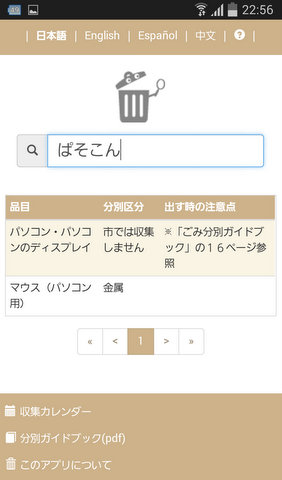 49 22:56
| 日本語 | English | Español | 中文 | ? |
ぱそこん
品目 分別区分 出す時の注意点
パソコン・パソコ 市では収集 ※「ごみ分別ガイドブ
ンのディスプレイ しません ック」の１６ページ参
照
マウス（パソコン 金属
用）
« < 1 > »
収集カレンダー
分別ガイドブック(pdf)
このアプリについて